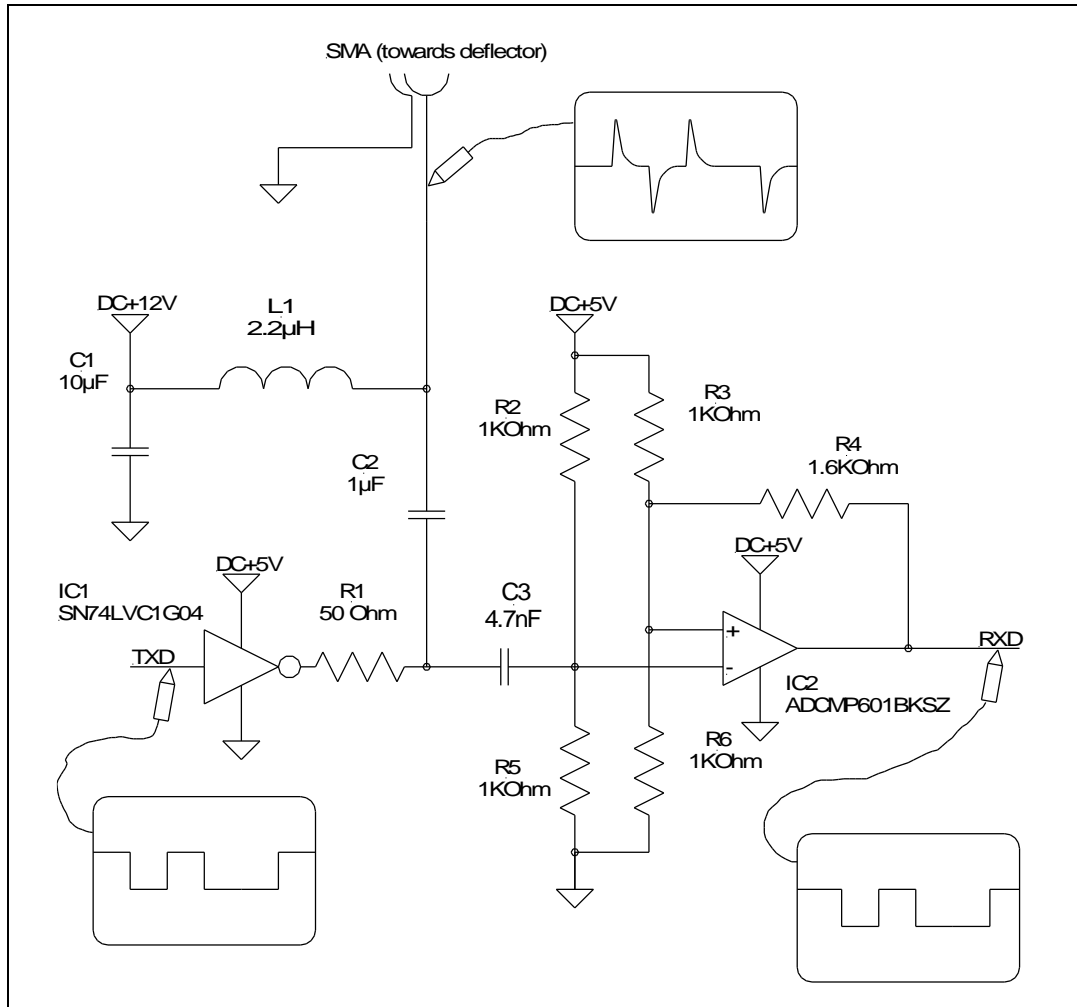 SMA (towards deflector)
DC+12V
L1
2.2µH
C1
10µF
DC+5V
R2
1KOhm
R3
1KOhm
R4
1.6KOhm
C2
1µF
DC+5V
DC+5V
IC1
SN74LVC1G04
R1
50 Ohm
C3
4.7nF
TXD
+
-
RXD
IC2
ADCMP601BKSZ
R5
1KOhm
R6
1KOhm